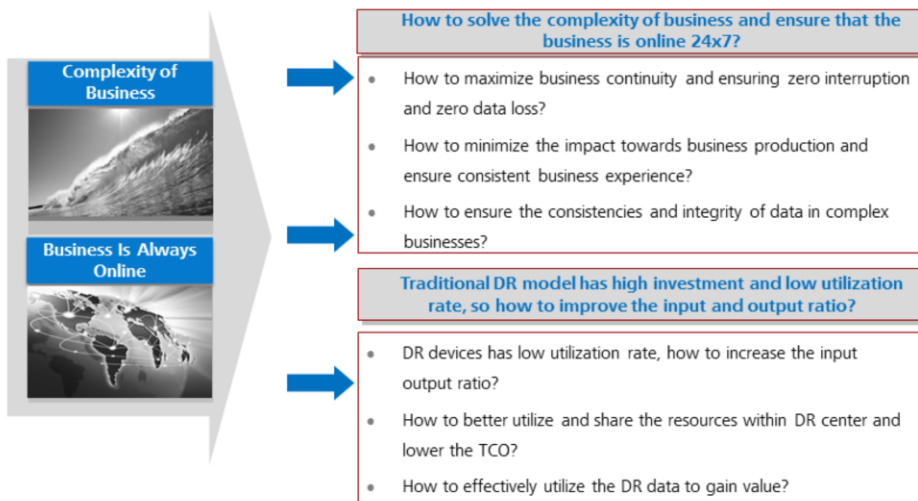 Complexity of
Business
Business Is Always
Online
How to solve the complexity of business and ensure that the
business is online 24x7?
● How to maximize business continuity and ensuring zero interruption
and zero data loss?
● How to minimize the impact towards business production and
ensure consistent business experience?
● How to ensure the consistencies and integrity of data in complex
businesses?
Traditional DR model has high investment and low utilization
rate, so how to improve the input and output ratio?
● DR devices has low utilization rate, how to increase the input
output ratio?
● How to better utilize and share the resources within DR center and
lower the TCO?
● How to effectively utilize the DR data to gain value?